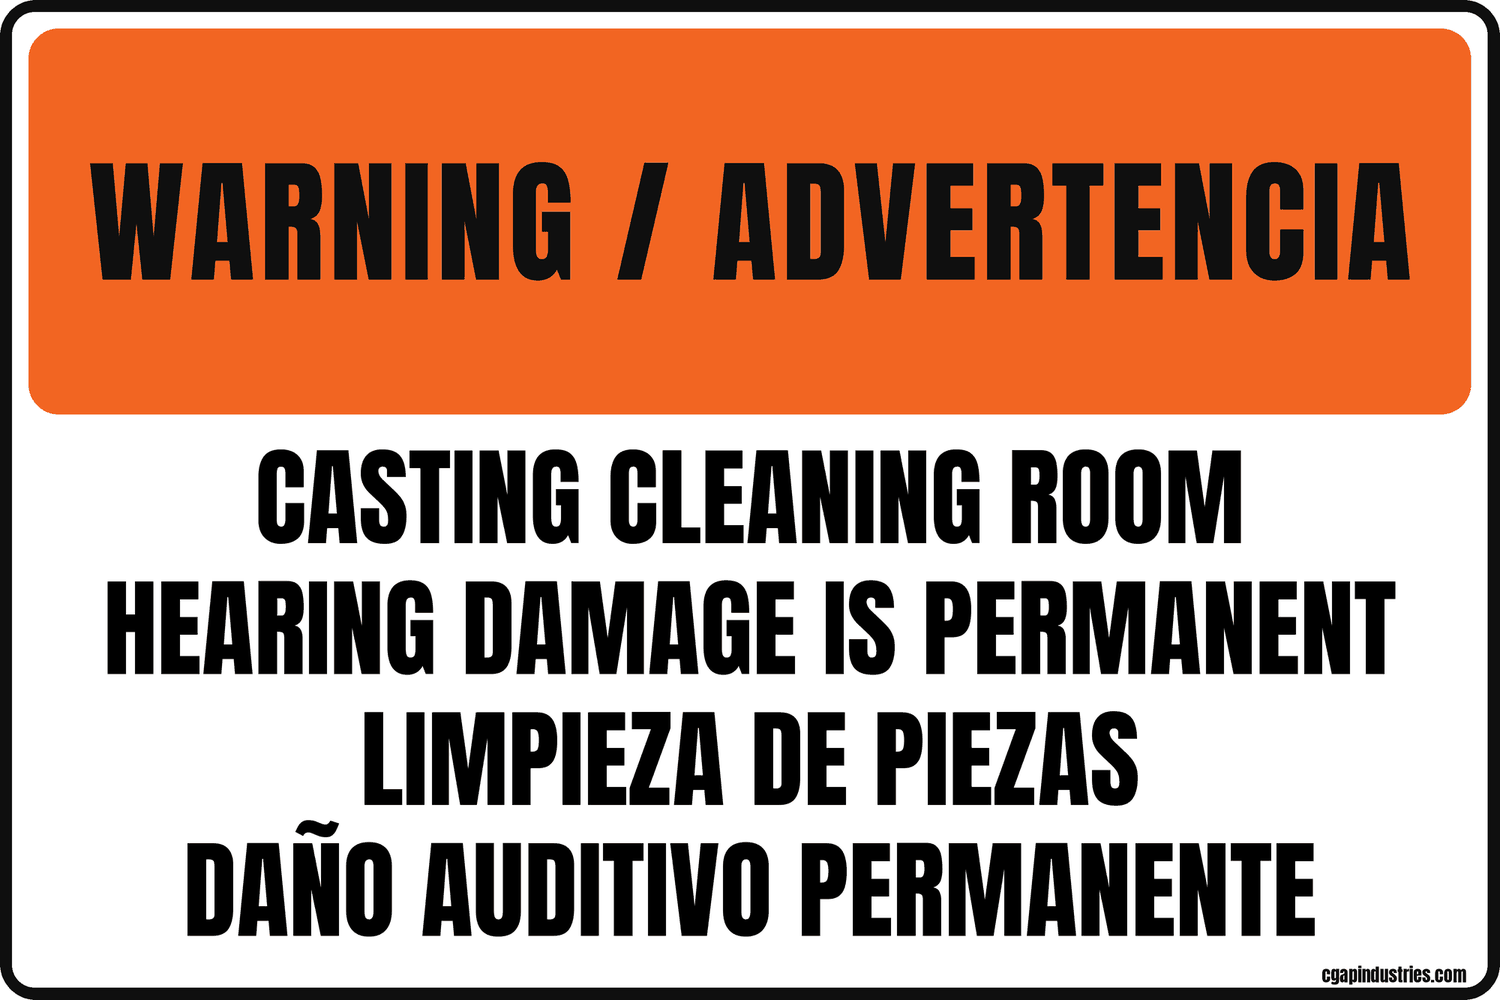 WARNING / ADVERTENCIA
CASTING CLEANING ROOM
HEARING DAMAGE IS PERMANENT
LIMPIEZA DE PIEZAS
DAÑO AUDITIVO PERMANENTE
cgapindustries.com